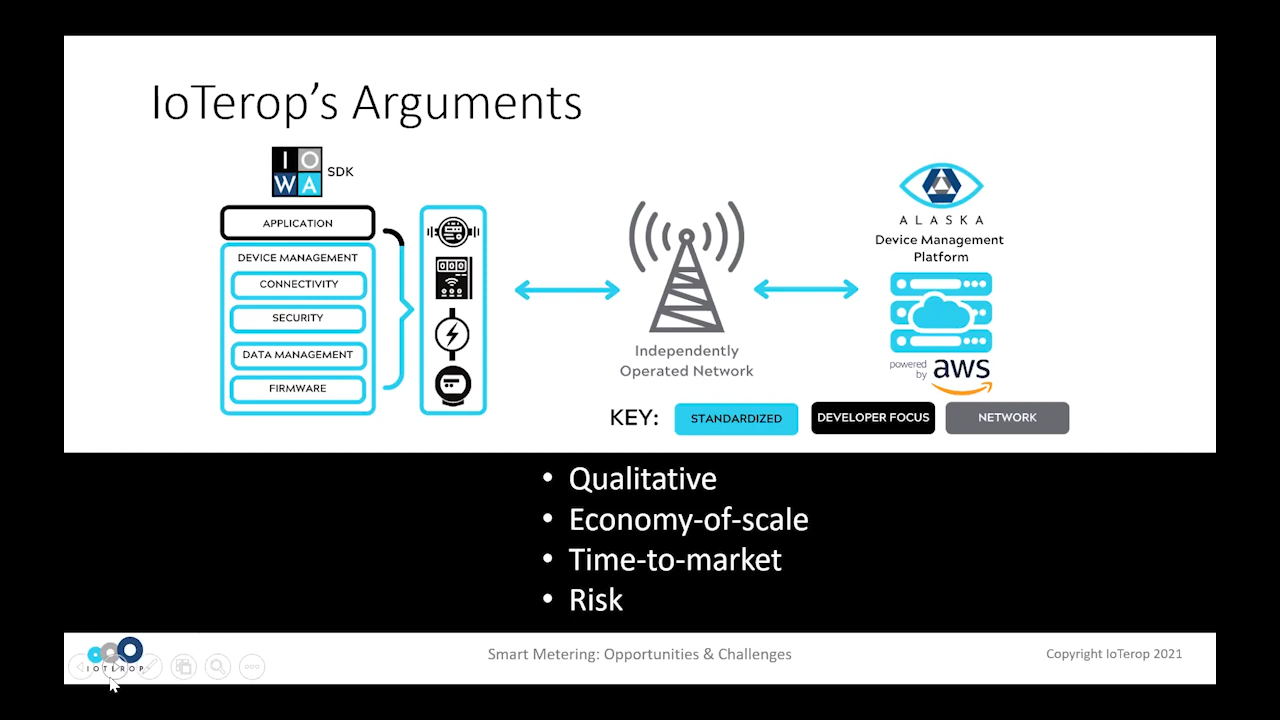 IoTerop's Arguments
I O
W A
SDK
APPLICATION
DEVICE MANAGEMENT
CONNECTIVITY
SECURITY
DATA MANAGEMENT
FIRMWARE
Independently
Operated Network
ALASKA
Device Management
Platform
powered
by
aws
KEY:
STANDARDIZED
DEVELOPER FOCUS
NETWORK
• Qualitative
• Economy-of-scale
• Time-to-market
• Risk
IOTEROP
Smart Metering: Opportunities & Challenges
Copyright IoTerop 2021